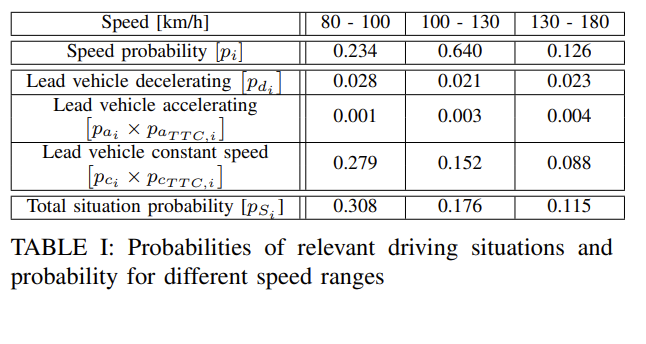 Speed [km/h] 80 - 100 100 - 130 130 - 180
Speed probability [pᵢ] 0.234 0.640 0.126
Lead vehicle decelerating [p_{d_i}] 0.028 0.021 0.023
Lead vehicle accelerating
[p_{a_i} × p_{a_{TTC,i}}] 0.001 0.003 0.004
Lead vehicle constant speed
[p_{c_i} × p_{c_{TTC,i}}] 0.279 0.152 0.088
Total situation probability [p_{S_i}] 0.308 0.176 0.115
TABLE I: Probabilities of relevant driving situations and
probability for different speed ranges